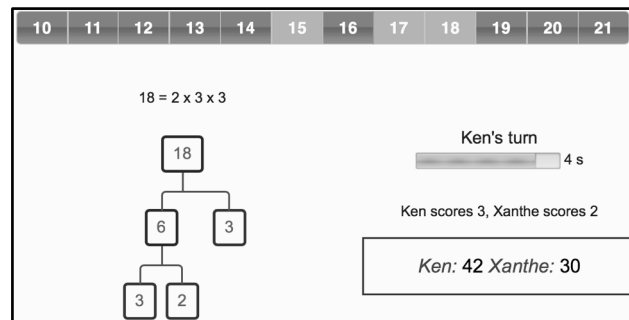 10 11 12 13 14 15 16 17 18 19 20 21
18 = 2 x 3 x 3
18
6 3
3 2
Ken's turn
4 s
Ken scores 3, Xanthe scores 2
Ken: 42 Xanthe: 30